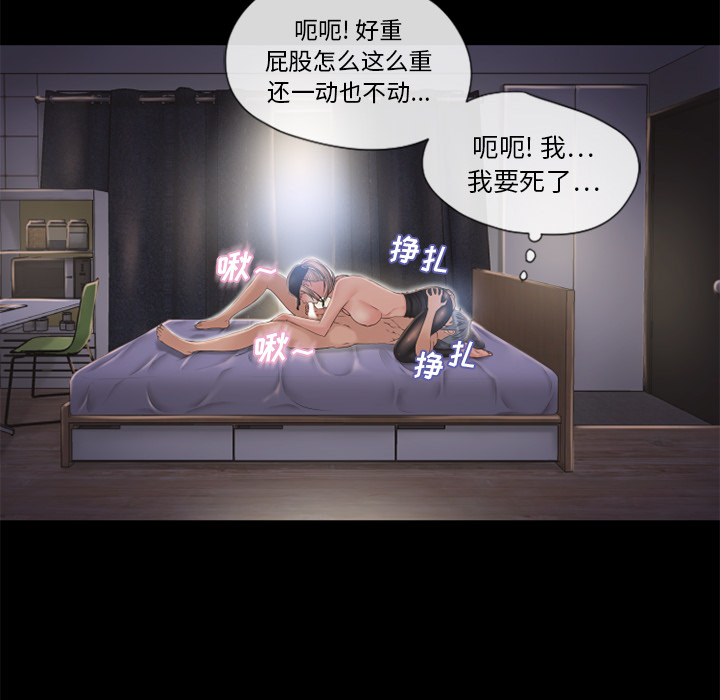 呃呃! 好重
屁股怎么这么重
还一动也不动...
呃呃! 我...
我要死了...
挣扎
啾~
啾~
挣扎